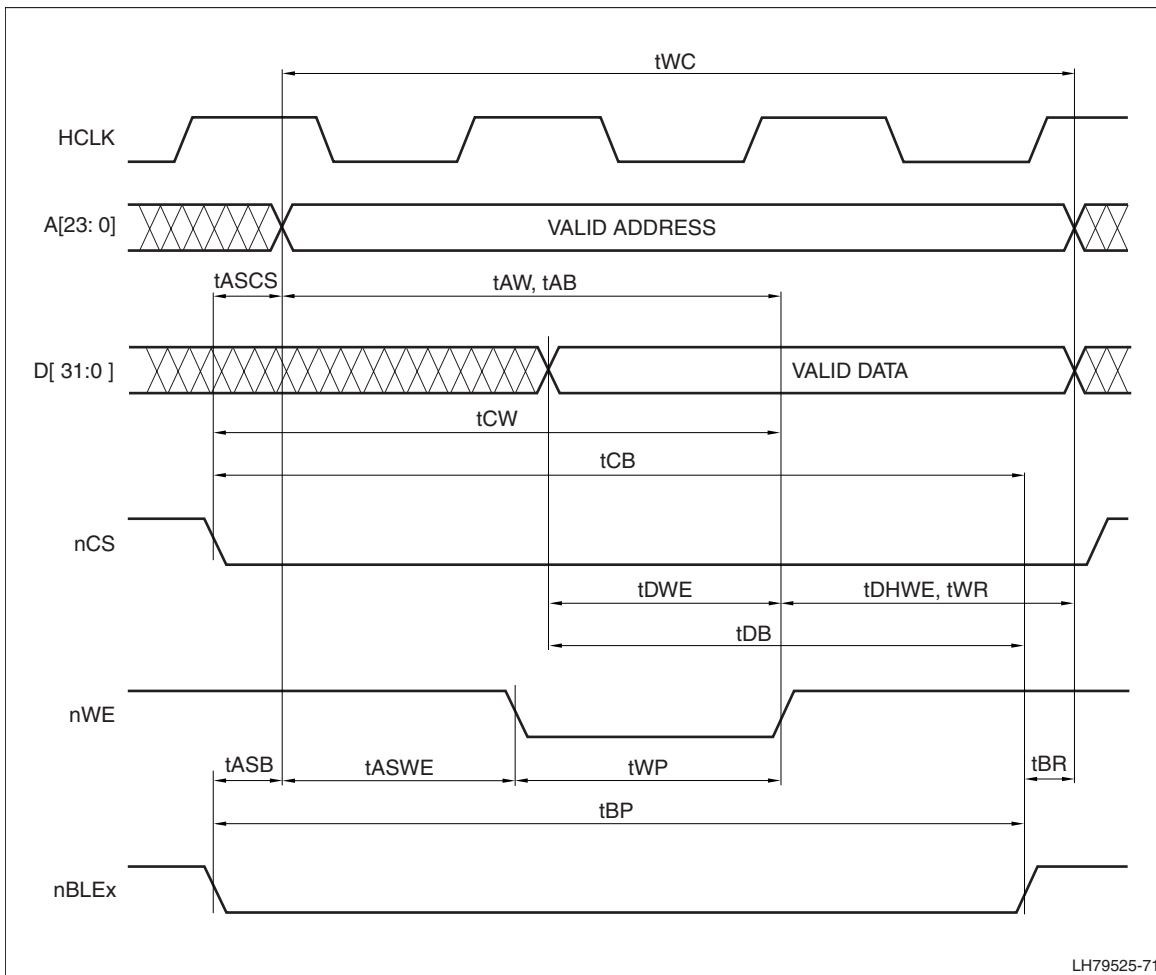 tWC
HCLK
A[23: 0]
VALID ADDRESS
tASCS
tAW, tAB
D[ 31:0 ]
VALID DATA
tCW
tCB
nCS
tDWE
tDHWE, tWR
tDB
nWE
tASB
tASWE
tWP
tBR
tBP
nBLEx
LH79525-71